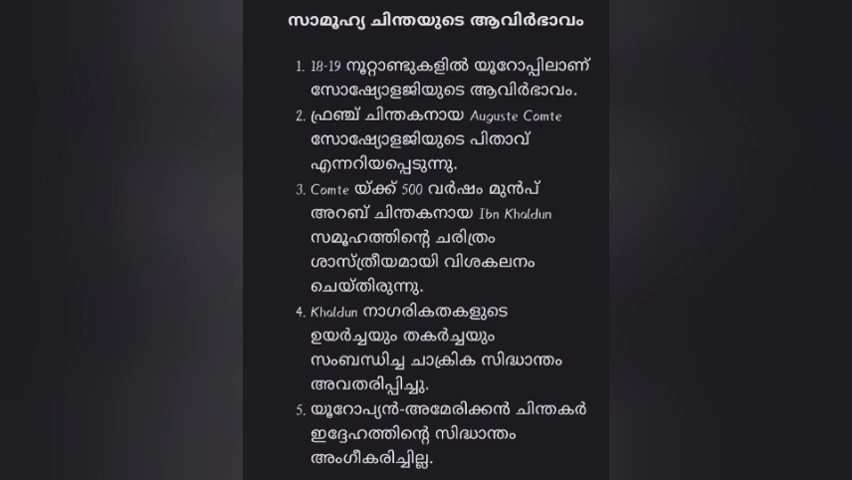 സാമൂഹ്യ ചിന്തയുടെ ആവിർഭാവം
1. 18-19 നൂറ്റാണ്ടുകളിൽ യൂറോപ്പിലാണ്
സോഷ്യോളജിയുടെ ആവിർഭാവം.
2. ഫ്രഞ്ച് ചിന്തകനായ Auguste Comte
സോഷ്യോളജിയുടെ പിതാവ്
എന്നറിയപ്പെടുന്നു.
3. Comte യ്ക്ക് 500 വർഷം മുൻപ്
അറബ് ചിന്തകനായ Ibn Khaldun
സമൂഹത്തിന്റെ ചരിത്രം
ശാസ്ത്രീയമായി വിശകലനം
ചെയ്തിരുന്നു.
4. Khaldun നാഗരികതകളുടെ
ഉയർച്ചയും തകർച്ചയും
സംബന്ധിച്ച ചാക്രിക സിദ്ധാന്തം
അവതരിപ്പിച്ചു.
5. യൂറോപ്യൻ-അമേരിക്കൻ ചിന്തകർ
ഇദ്ദേഹത്തിന്റെ സിദ്ധാന്തം
അംഗീകരിച്ചില്ല.